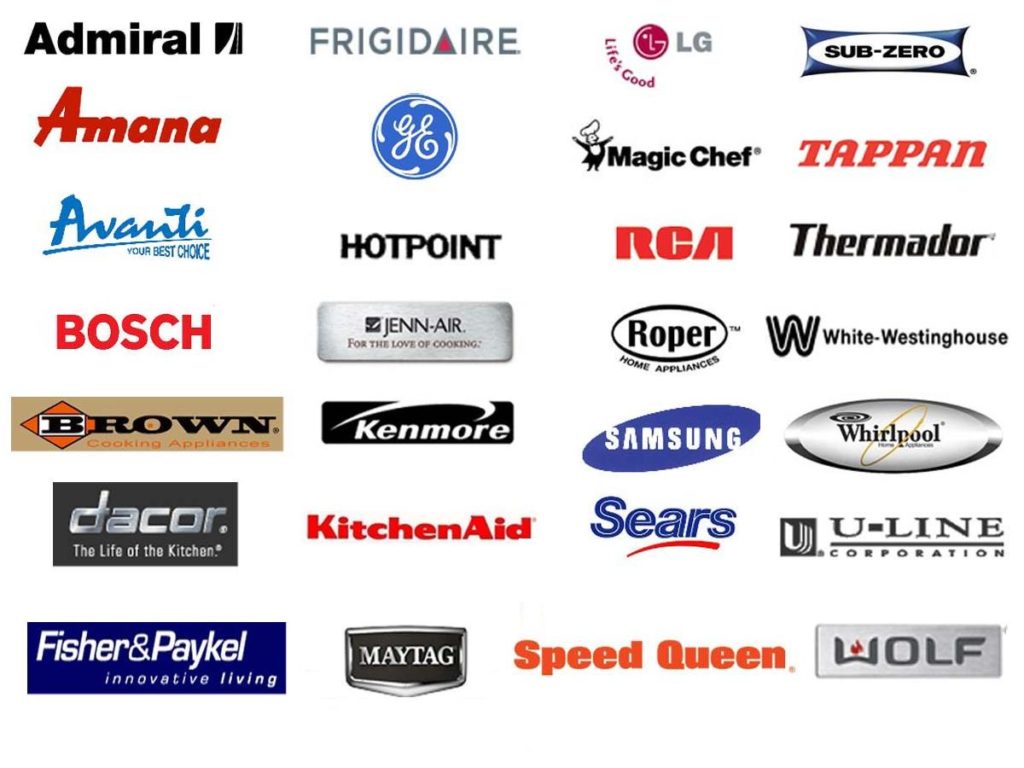 Admiral
FRIGIDAIRE
LG
Life's Good
SUB-ZERO®
Amana
GE
Magic Chef®
TAPPAN
Avanti
YOUR BEST CHOICE
HOTPOINT
RCA
Thermador
BOSCH
JENN-AIR
FOR THE LOVE OF COOKING.
Roper™
HOME APPLIANCES
White-Westinghouse
BROWN®
Cooking Appliances
Kenmore
SAMSUNG
Whirlpool®
Home Appliances
dacor®
The Life of the Kitchen.®
KitchenAid®
Sears
U-LINE®
CORPORATION
Fisher&Paykel
innovative living
MAYTAG
Speed Queen®
WOLF